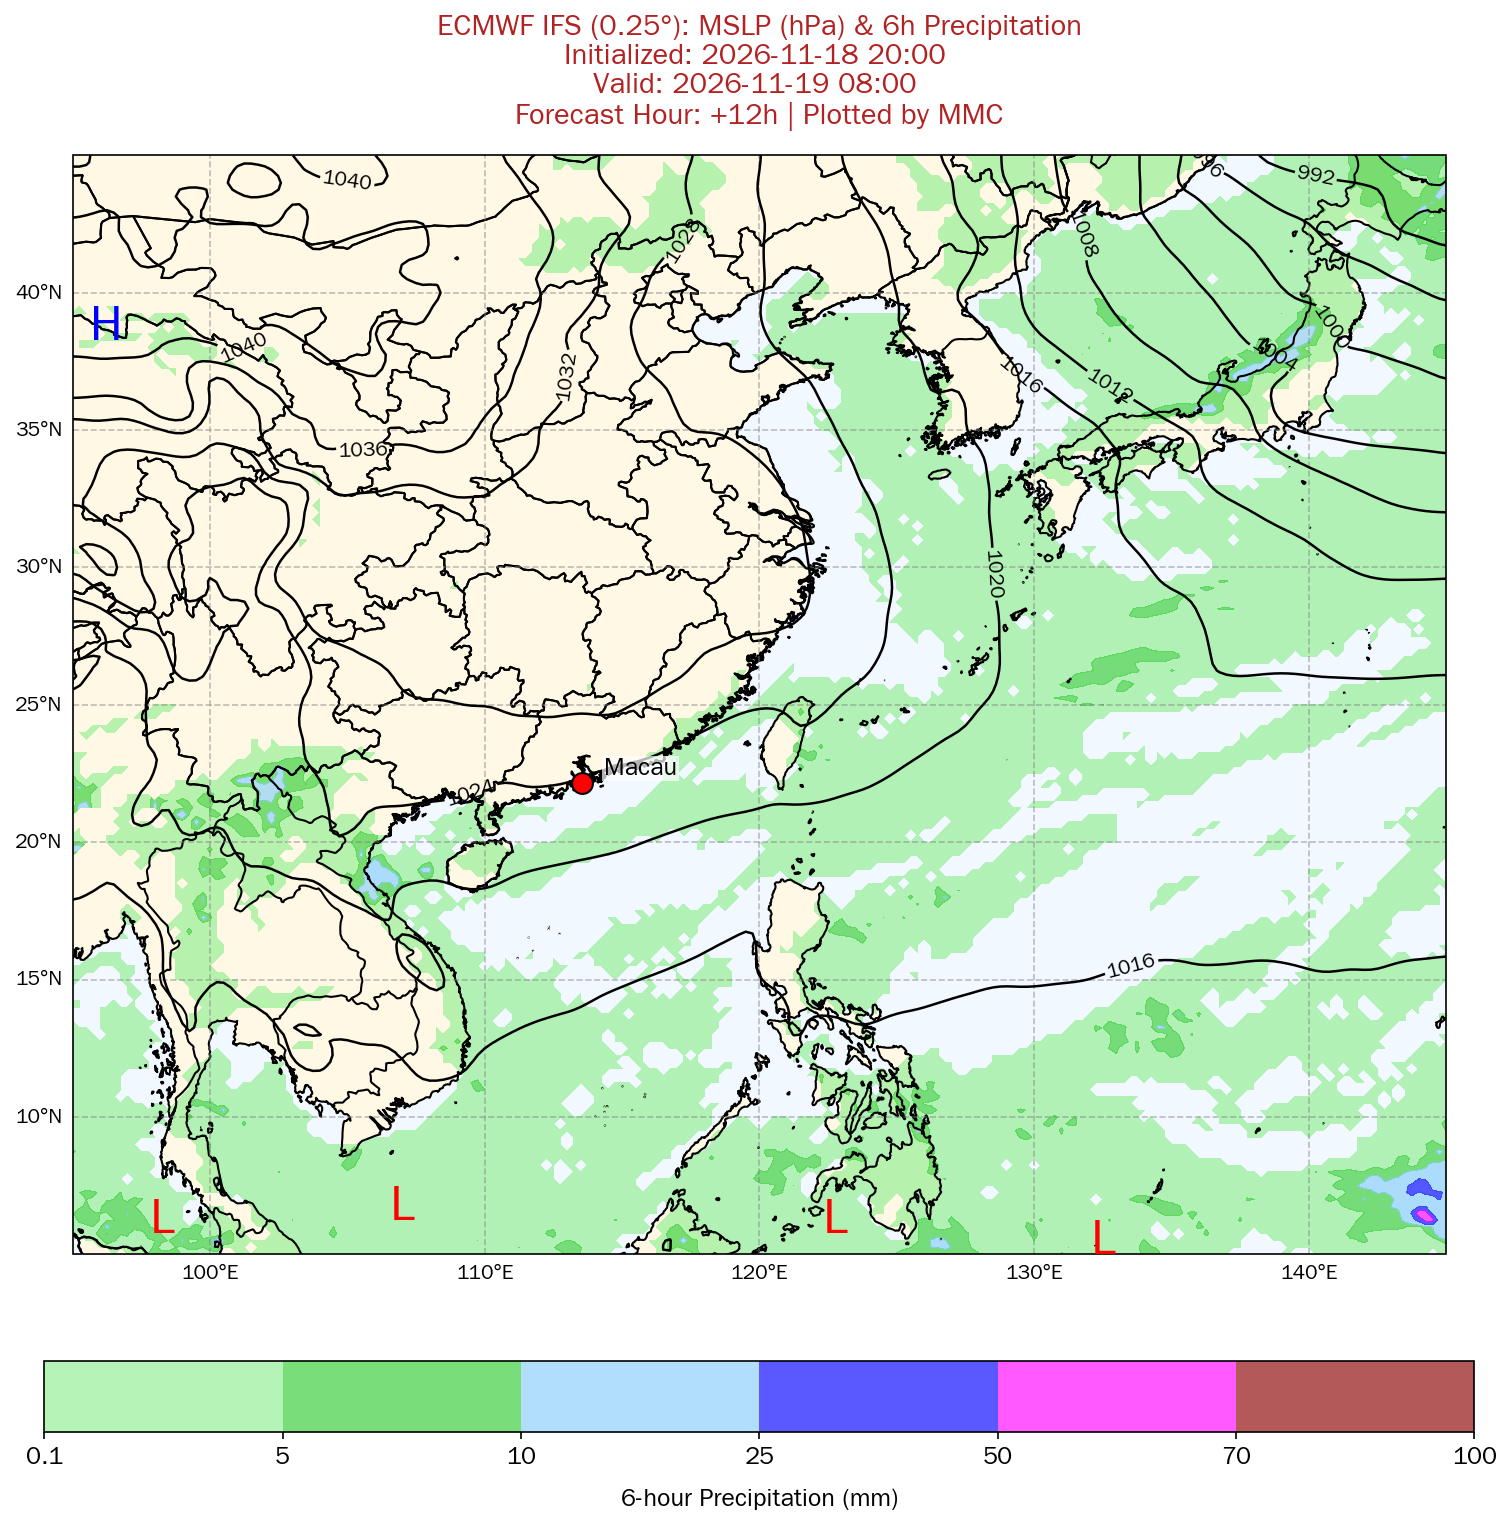 ECMWF IFS (0.25°): MSLP (hPa) & 6h Precipitation
Initialized: 2026-11-18 20:00
Valid: 2026-11-19 08:00
Forecast Hour: +12h | Plotted by MMC
1040
996
992
1028
1008
40°N
H
1040
1000
1004
1032
1016
1012
35°N
1036
30°N
1020
25°N
Macau
1024
20°N
15°N
1016
10°N
L
L
L
L
100°E
110°E
120°E
130°E
140°E
0.1
5
10
25
50
70
100
6-hour Precipitation (mm)